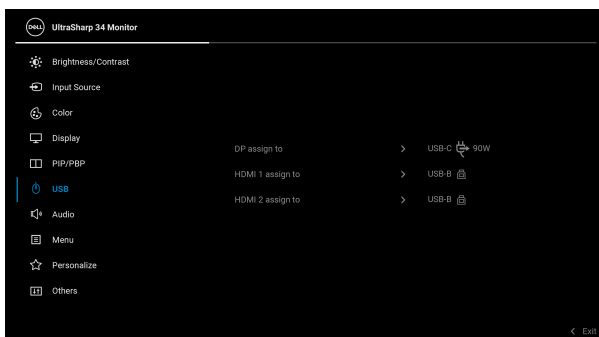 DELL UltraSharp 34 Monitor
Brightness/Contrast
Input Source
Color
Display
PIP/PBP
USB
Audio
Menu
Personalize
Others
DP assign to > USB-C 90W
HDMI 1 assign to > USB-B
HDMI 2 assign to > USB-B
< Exit